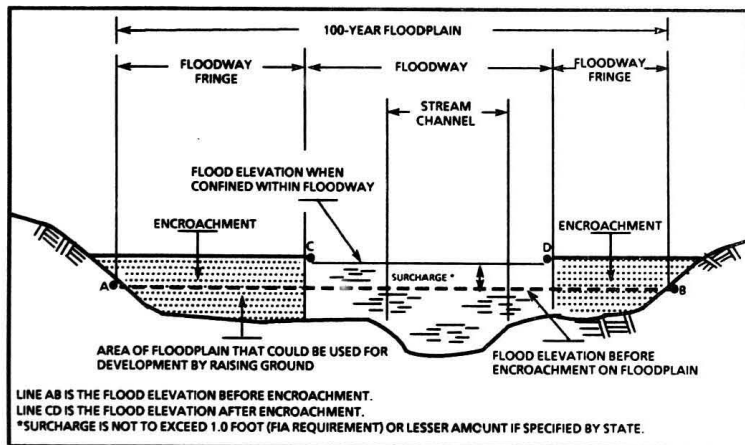 100-YEAR FLOODPLAIN
FLOODWAY
FRINGE
FLOODWAY
FLOODWAY
FRINGE
STREAM
CHANNEL
FLOOD ELEVATION WHEN
CONFINED WITHIN FLOODWAY
ENCROACHMENT
C
D
ENCROACHMENT
SURCHARGE *
A
B
AREA OF FLOODPLAIN THAT COULD BE USED FOR
DEVELOPMENT BY RAISING GROUND
FLOOD ELEVATION BEFORE
ENCROACHMENT ON FLOODPLAIN
LINE AB IS THE FLOOD ELEVATION BEFORE ENCROACHMENT.
LINE CD IS THE FLOOD ELEVATION AFTER ENCROACHMENT.
*SURCHARGE IS NOT TO EXCEED 1.0 FOOT (FIA REQUIREMENT) OR LESSER AMOUNT IF SPECIFIED BY STATE.